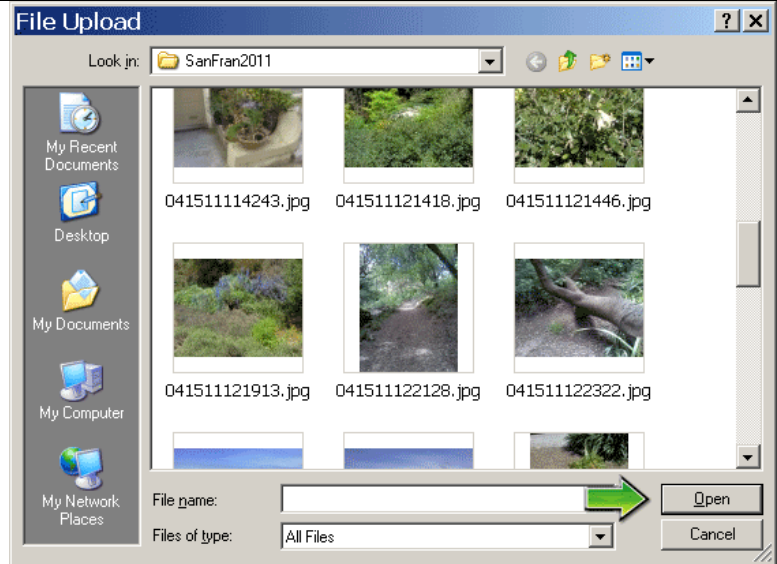 File Upload
Look in: SanFran2011
My Recent
Documents
Desktop
My Documents
My Computer
My Network
Places
041511114243.jpg 041511121418.jpg 041511121446.jpg
041511121913.jpg 041511122128.jpg 041511122322.jpg
File name: Open
Files of type: All Files Cancel